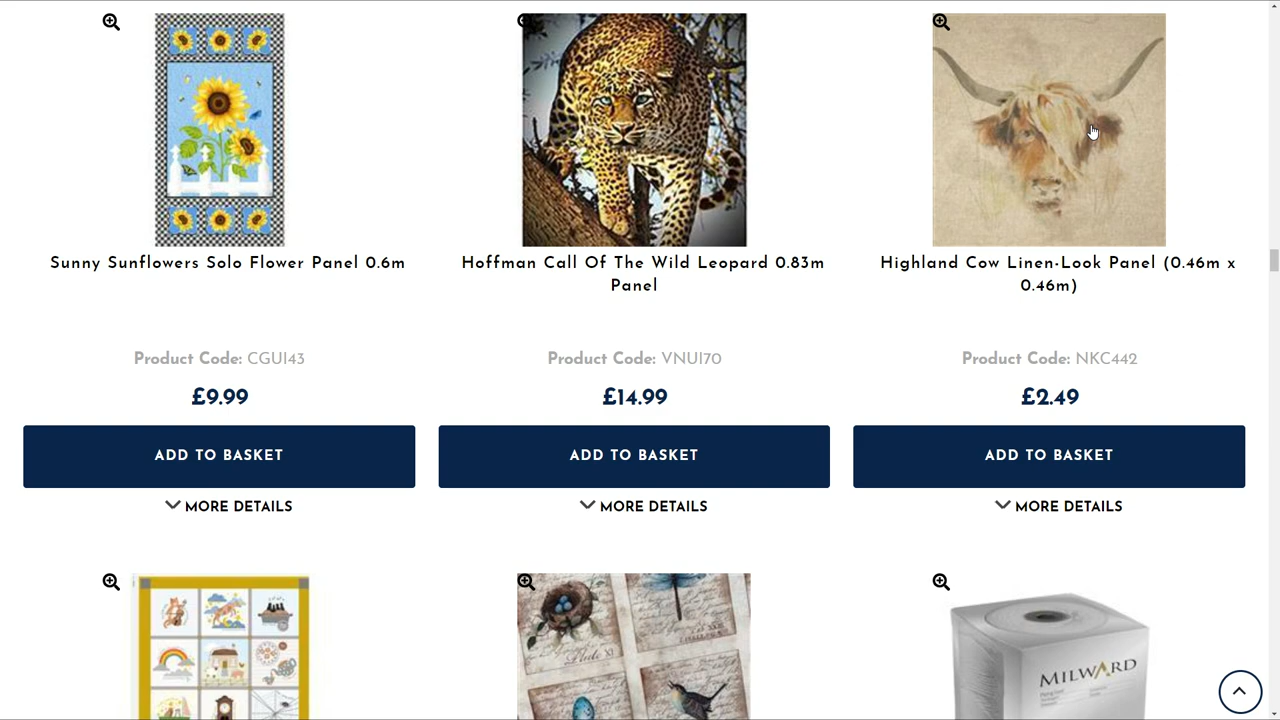 Sunny Sunflowers Solo Flower Panel 0.6m
Product Code: CGUI43
£9.99
ADD TO BASKET
MORE DETAILS
Hoffman Call Of The Wild Leopard 0.83m
Panel
Product Code: VNUI70
£14.99
ADD TO BASKET
MORE DETAILS
Highland Cow Linen-Look Panel (0.46m x
0.46m)
Product Code: NKC442
£2.49
ADD TO BASKET
MORE DETAILS
MILWARD